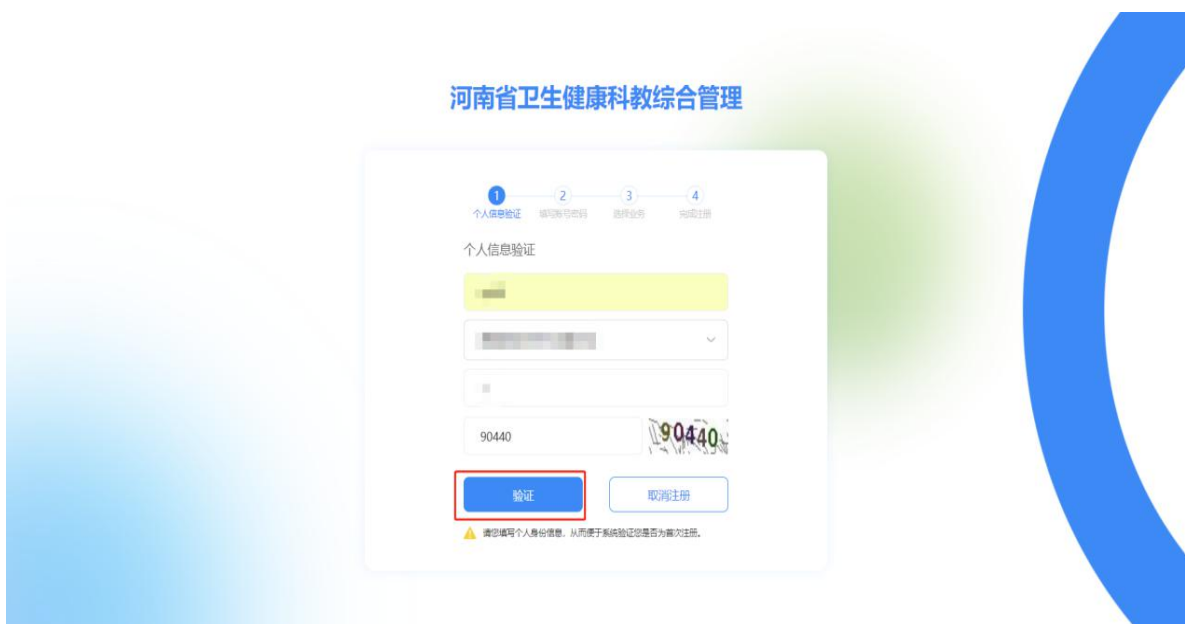 河南省卫生健康科教综合管理
1 2 3 4
个人信息验证 填写账号密码 选择业务 完成注册
个人信息验证
90440 90440
验证 取消注册
请您填写个人身份信息，从而便于系统验证您是否为首次注册。